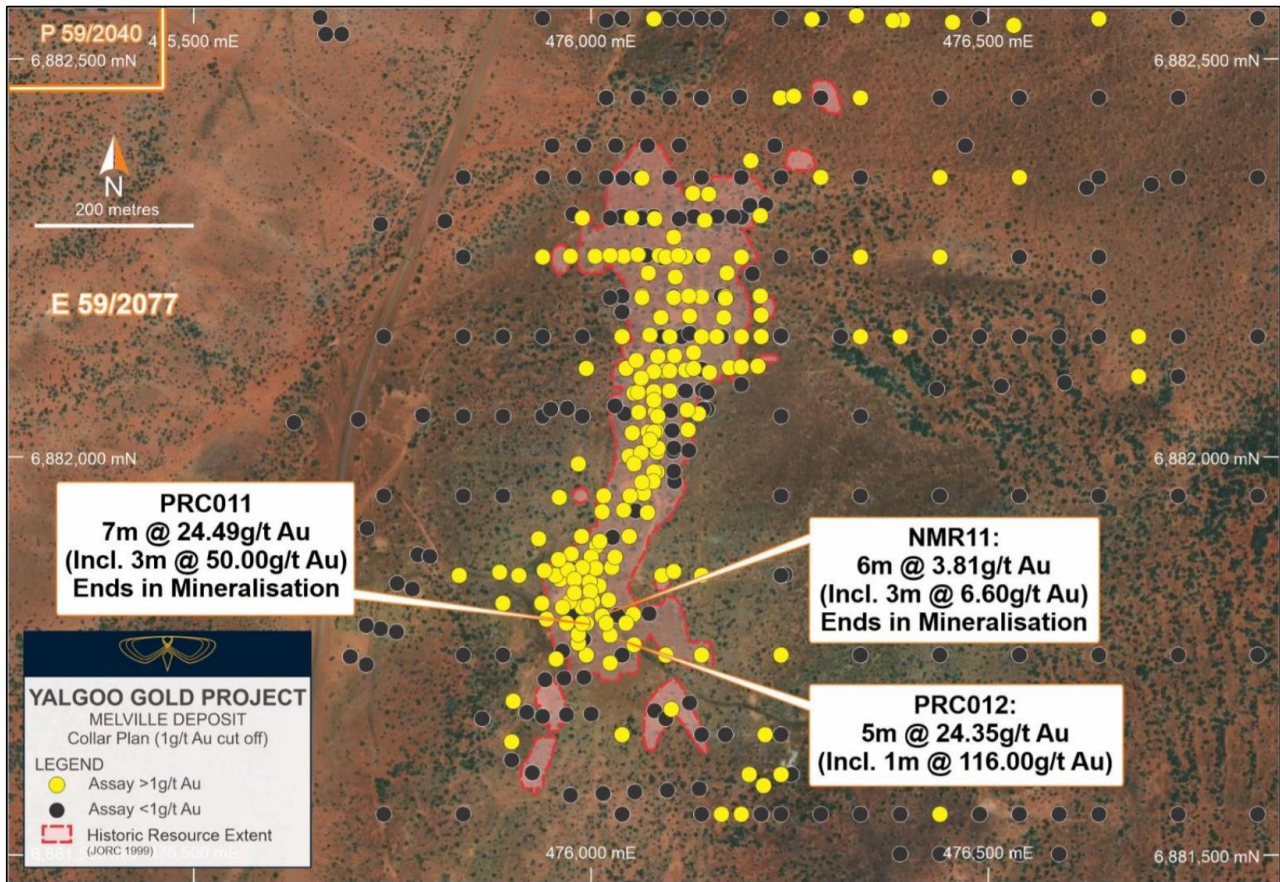 P 59/2040
475,500 mE
476,000 mE
476,500 mE
6,882,500 mN
6,882,500 mN
N
200 metres
E 59/2077
6,882,000 mN
6,882,000 mN
PRC011
7m @ 24.49g/t Au
(Incl. 3m @ 50.00g/t Au)
Ends in Mineralisation
NMR11:
6m @ 3.81g/t Au
(Incl. 3m @ 6.60g/t Au)
Ends in Mineralisation
PRC012:
5m @ 24.35g/t Au
(Incl. 1m @ 116.00g/t Au)
YALGOO GOLD PROJECT
MELVILLE DEPOSIT
Collar Plan (1g/t Au cut off)
LEGEND
Assay >1g/t Au
Assay <1g/t Au
Historic Resource Extent
(JORC 1999)
476,000 mE
476,500 mE
6,881,500 mN